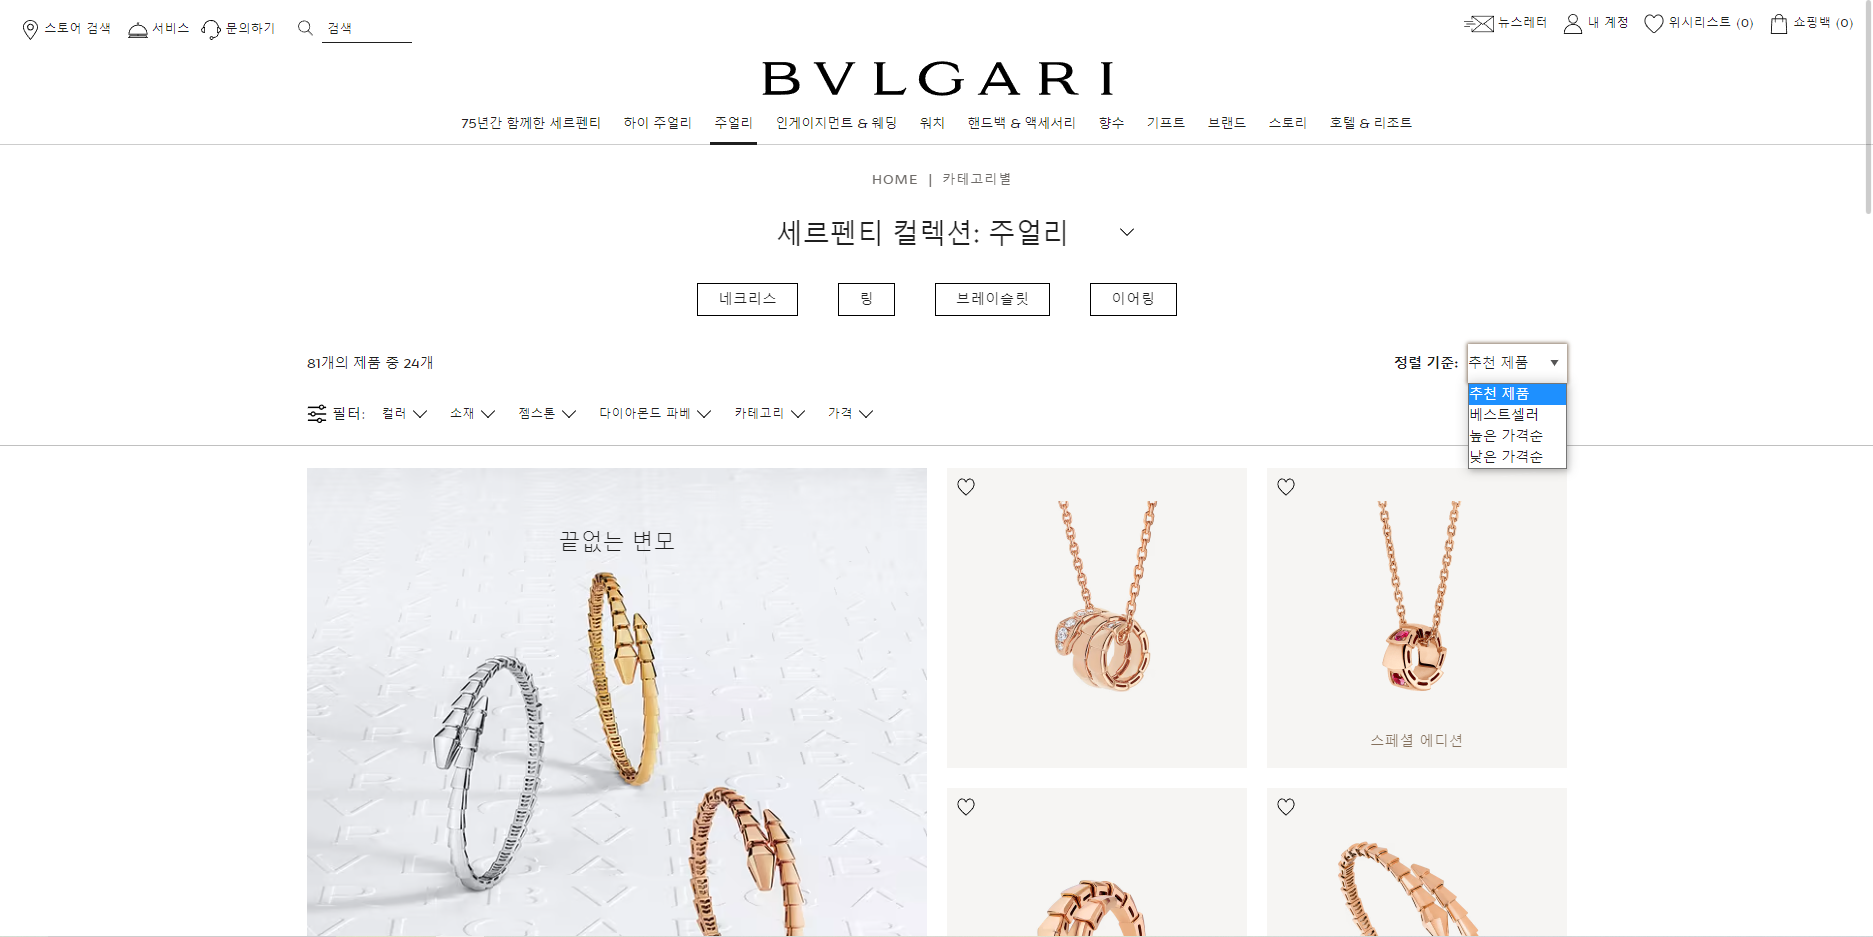 스토어 검색 서비스 문의하기 검색 뉴스레터 내 계정 위시리스트 (0) 쇼핑백 (0)
BVLGARI
75년간 함께한 세르펜티 하이 주얼리 주얼리 인게이지먼트 & 웨딩 워치 핸드백 & 액세서리 향수 기프트 브랜드 스토리 호텔 & 리조트
HOME | 카테고리별
세르펜티 컬렉션: 주얼리
네크리스 링 브레이슬릿 이어링
81개의 제품 중 24개 정렬 기준: 추천 제품
추천 제품
베스트셀러
높은 가격순
낮은 가격순
필터: 컬러 소재 젬스톤 다이아몬드 파베 카테고리 가격
끝없는 변모
스페셜 에디션